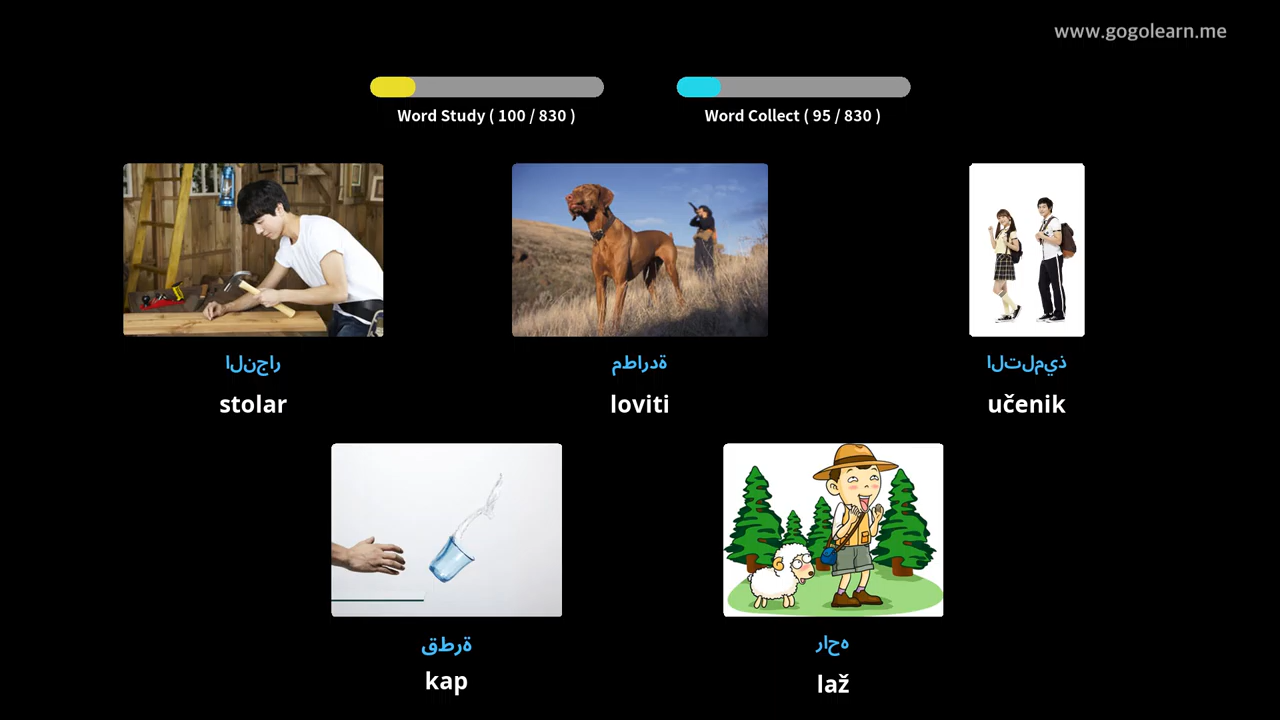 www.gogolearn.me
Word Study ( 100 / 830 )
Word Collect ( 95 / 830 )
النجار
مطاردة
التلميذ
stolar
loviti
učenik
قطرة
راحه
kap
laž